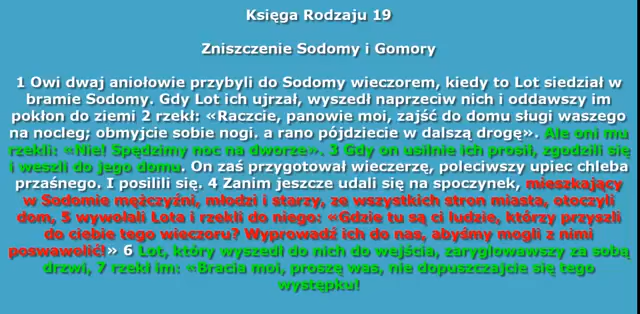 Księga Rodzaju 19
Zniszczenie Sodomy i Gomory
1 Owi dwaj aniołowie przybyli do Sodomy wieczorem, kiedy to Lot siedział w
bramie Sodomy. Gdy Lot ich ujrzał, wyszedł naprzeciw nich i oddawszy im
pokłon do ziemi 2 rzekł: «Raczcie, panowie moi, zajść do domu sługi waszego
na nocleg; obmyjcie sobie nogi. a rano pójdziecie w dalszą drogę». Ale oni mu
rzekli: «Nie! Spędzimy noc na dworze». 3 Gdy on usilnie ich prosił, zgodzili się
i weszli do jego domu. On zaś przygotował wieczerzę, poleciwszy upiec chleba
przaśnego. I posilili się. 4 Zanim jeszcze udali się na spoczynek, mieszkający
w Sodomie mężczyźni, młodzi i starzy, ze wszystkich stron miasta, otoczyli
dom, 5 wywołali Lota i rzekli do niego: «Gdzie tu są ci ludzie, którzy przyszli
do ciebie tego wieczoru? Wyprowadź ich do nas, abyśmy mogli z nimi
poswawolić!» 6 Lot, który wyszedł do nich do wejścia, zaryglowawszy za sobą
drzwi, 7 rzekł im: «Bracia moi, proszę was, nie dopuszczajcie się tego
występku!